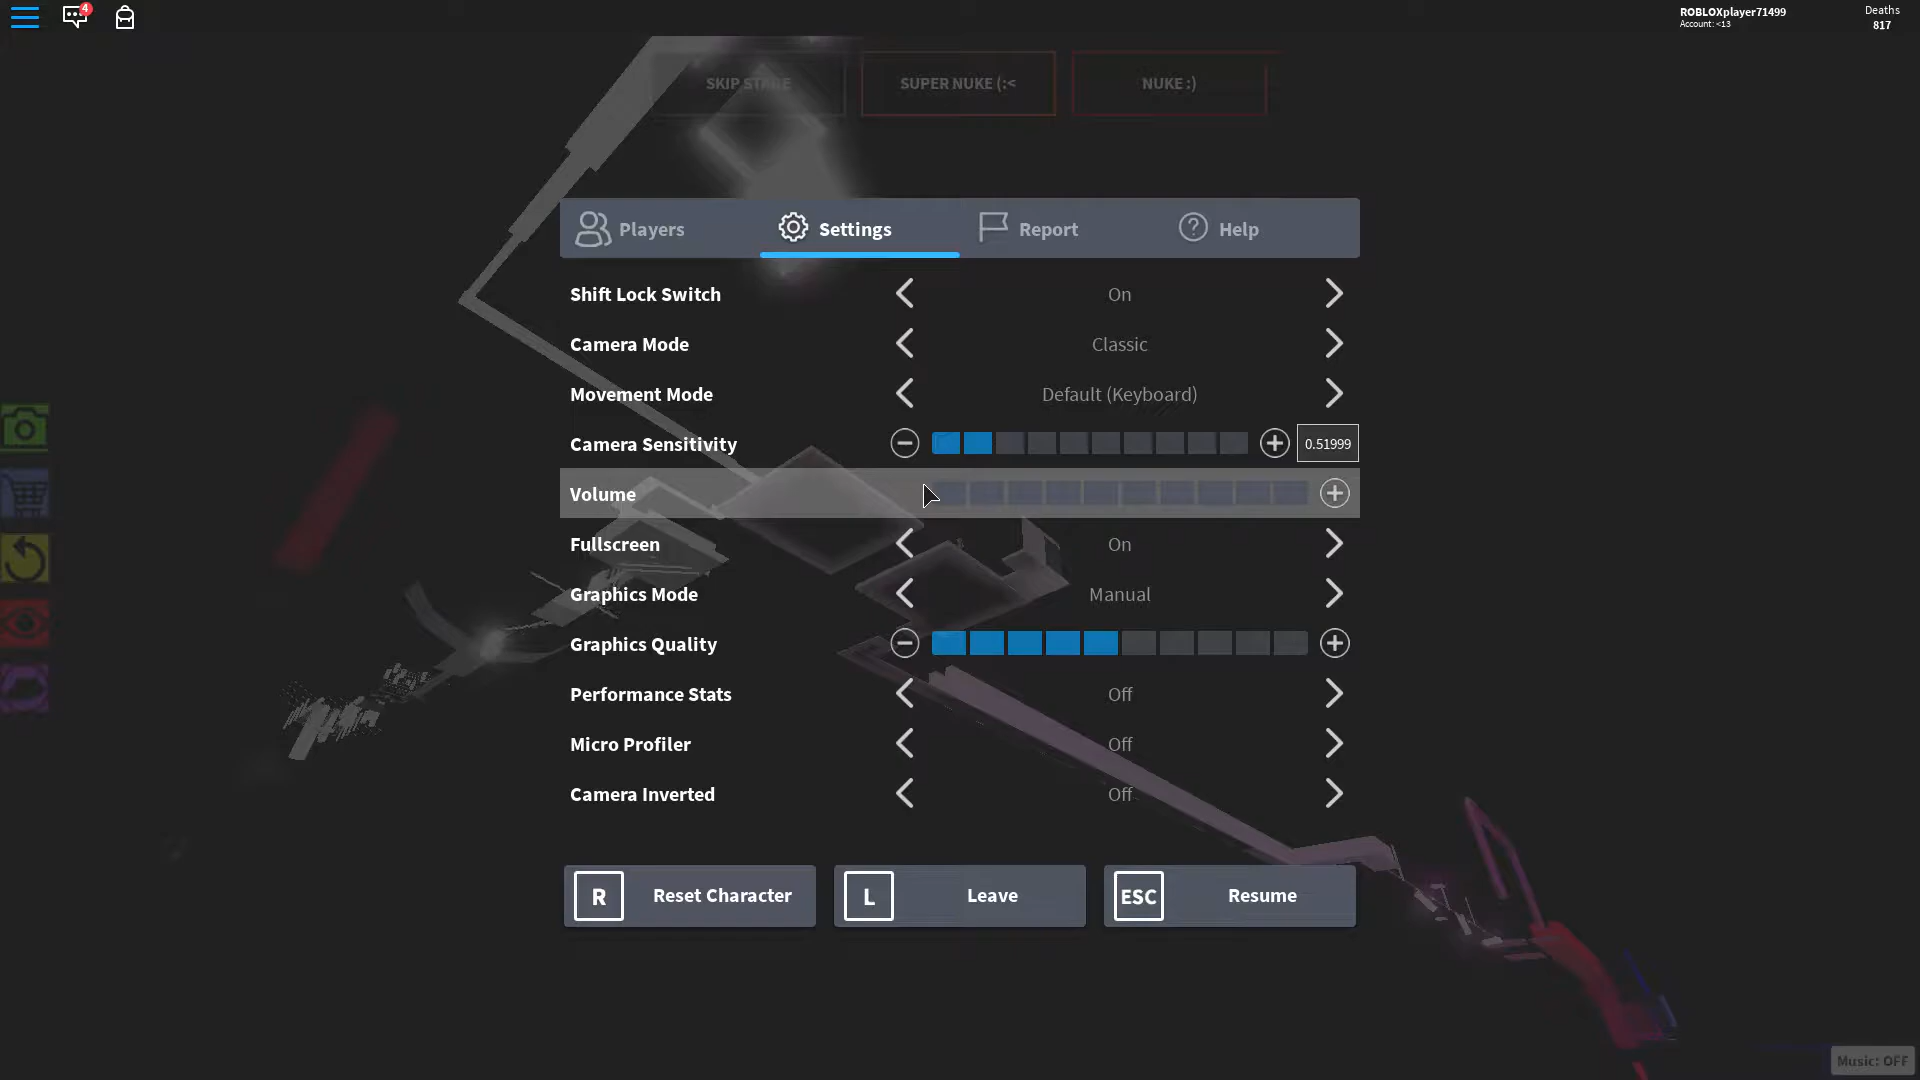 4
ROBLOXplayer71499
Account: <13
Deaths
817
SKIP STAGE
SUPER NUKE (:<
NUKE :)
Players
Settings
Report
Help
Shift Lock Switch
On
Camera Mode
Classic
Movement Mode
Default (Keyboard)
Camera Sensitivity
0.51999
Volume
Fullscreen
On
Graphics Mode
Manual
Graphics Quality
Performance Stats
Off
Micro Profiler
Off
Camera Inverted
Off
R
Reset Character
L
Leave
ESC
Resume
Music: OFF